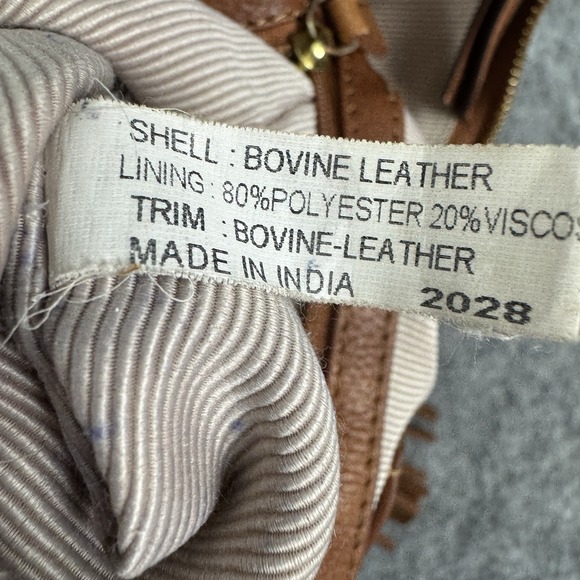 SHELL : BOVINE LEATHER
LINING : 80%POLYESTER 20%VISCOS
TRIM : BOVINE-LEATHER
MADE IN INDIA 2028